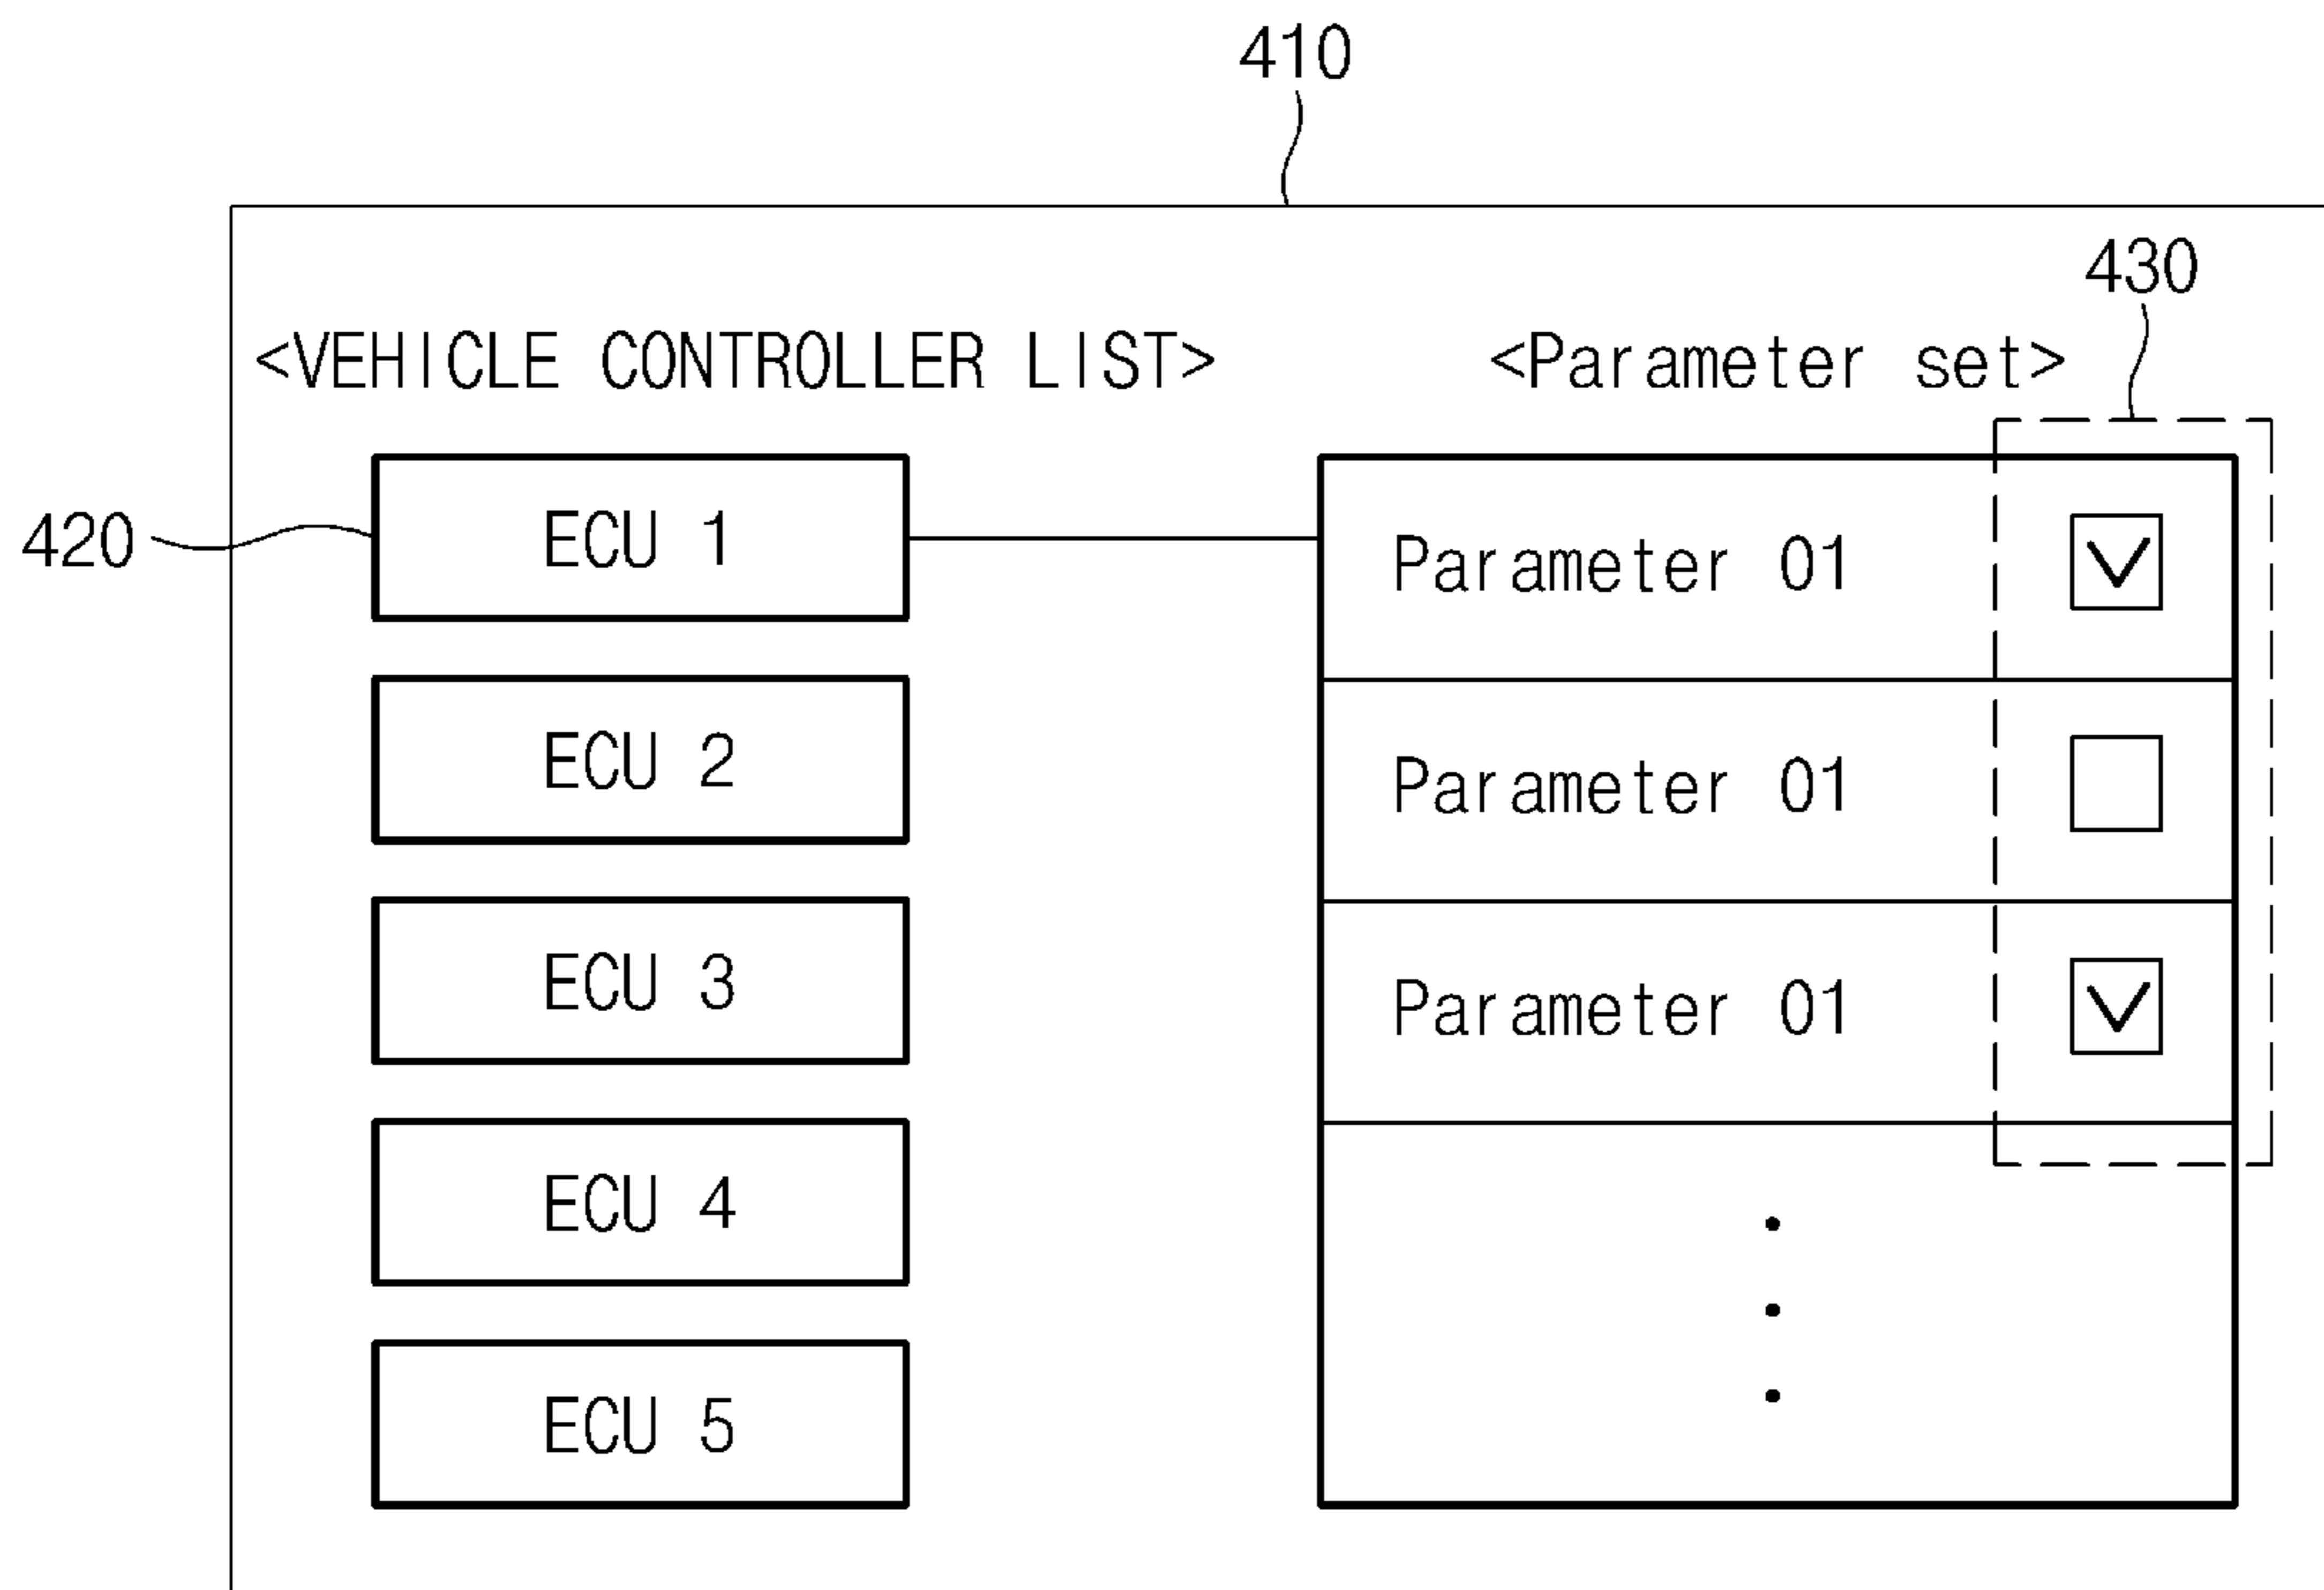 410
430
<VEHICLE CONTROLLER LIST>
<Parameter set>
420
ECU 1
ECU 2
ECU 3
ECU 4
ECU 5
Parameter 01
Parameter 01
Parameter 01